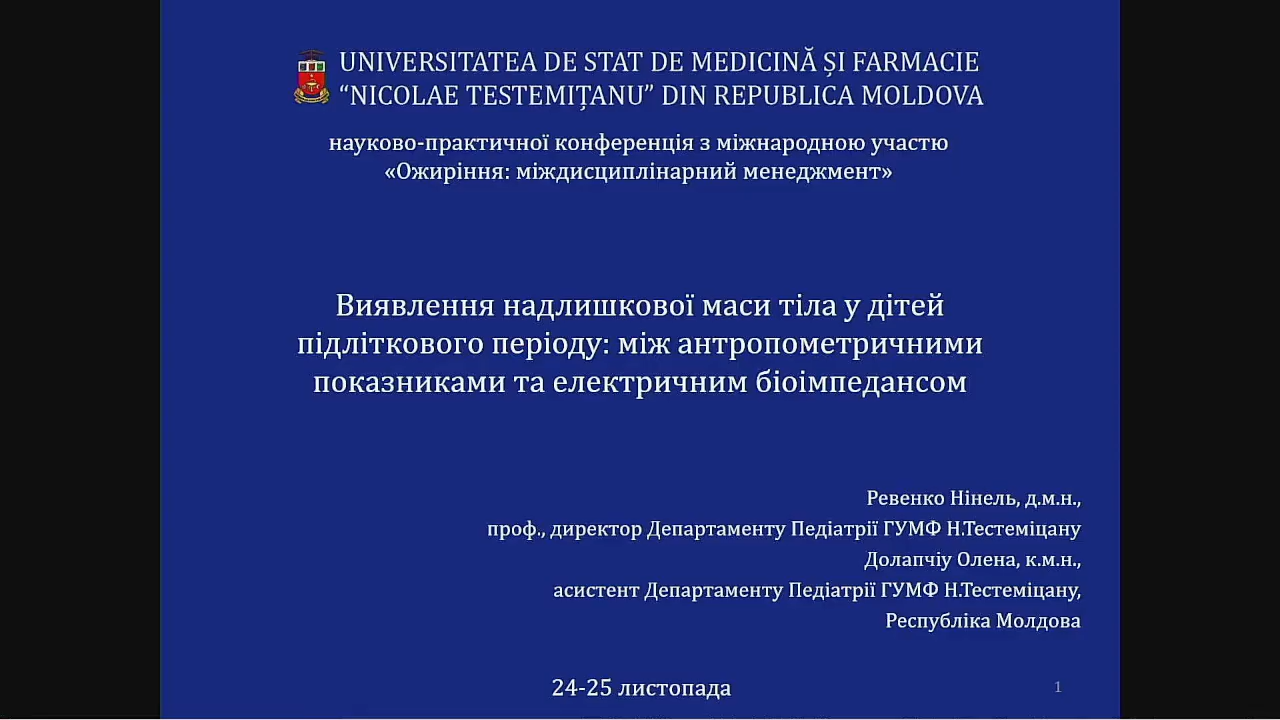 UNIVERSITATEA DE STAT DE MEDICINĂ ȘI FARMACIE
“NICOLAE TESTEMIȚANU” DIN REPUBLICA MOLDOVA
науково-практичної конференція з міжнародною участю
«Ожиріння: міждисциплінарний менеджмент»
Виявлення надлишкової маси тіла у дітей
підліткового періоду: між антропометричними
показниками та електричним біоімпедансом
Ревенко Нінель, д.м.н.,
проф., директор Департаменту Педіатрії ГУМФ Н.Тестеміцану
Долапчіу Олена, к.м.н.,
асистент Департаменту Педіатрії ГУМФ Н.Тестеміцану,
Республіка Молдова
24-25 листопада
1